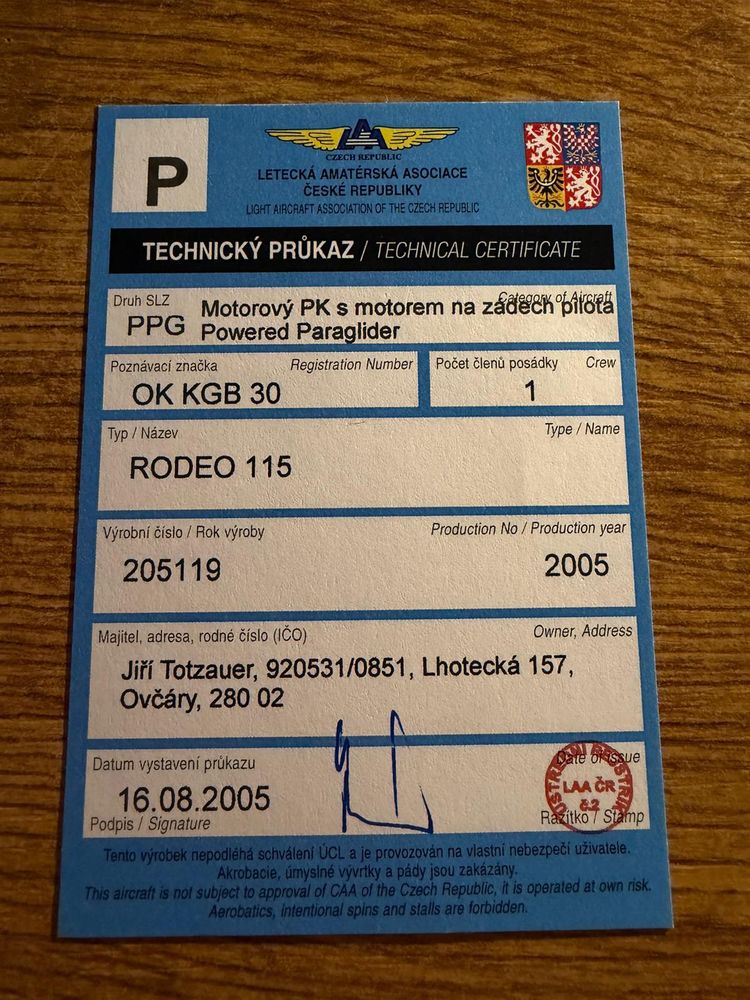 P
CZECH REPUBLIC
LETECKÁ AMATÉRSKÁ ASOCIACE
ČESKÉ REPUBLIKY
LIGHT AIRCRAFT ASSOCIATION OF THE CZECH REPUBLIC
TECHNICKÝ PRŮKAZ / TECHNICAL CERTIFICATE
Druh SLZ Category of Aircraft
PPG Motorový PK s motorem na zádech pilota
Powered Paraglider
Poznávací značka Registration Number
OK KGB 30
Počet členů posádky Crew
1
Typ / Název Type / Name
RODEO 115
Výrobní číslo / Rok výroby Production No / Production year
205119 2005
Majitel, adresa, rodné číslo (IČO) Owner, Address
Jiří Totzauer, 920531/0851, Lhotecká 157,
Ovčáry, 280 02
Datum vystavení průkazu Date of issue
16.08.2005
LAA ČR
č.2
Podpis / Signature Razítko / Stamp
Tento výrobek nepodléhá schválení ÚCL a je provozován na vlastní nebezpečí uživatele.
Akrobacie, úmyslné vývrtky a pády jsou zakázány.
This aircraft is not subject to approval of CAA of the Czech Republic, it is operated at own risk.
Aerobatics, intentional spins and stalls are forbidden.